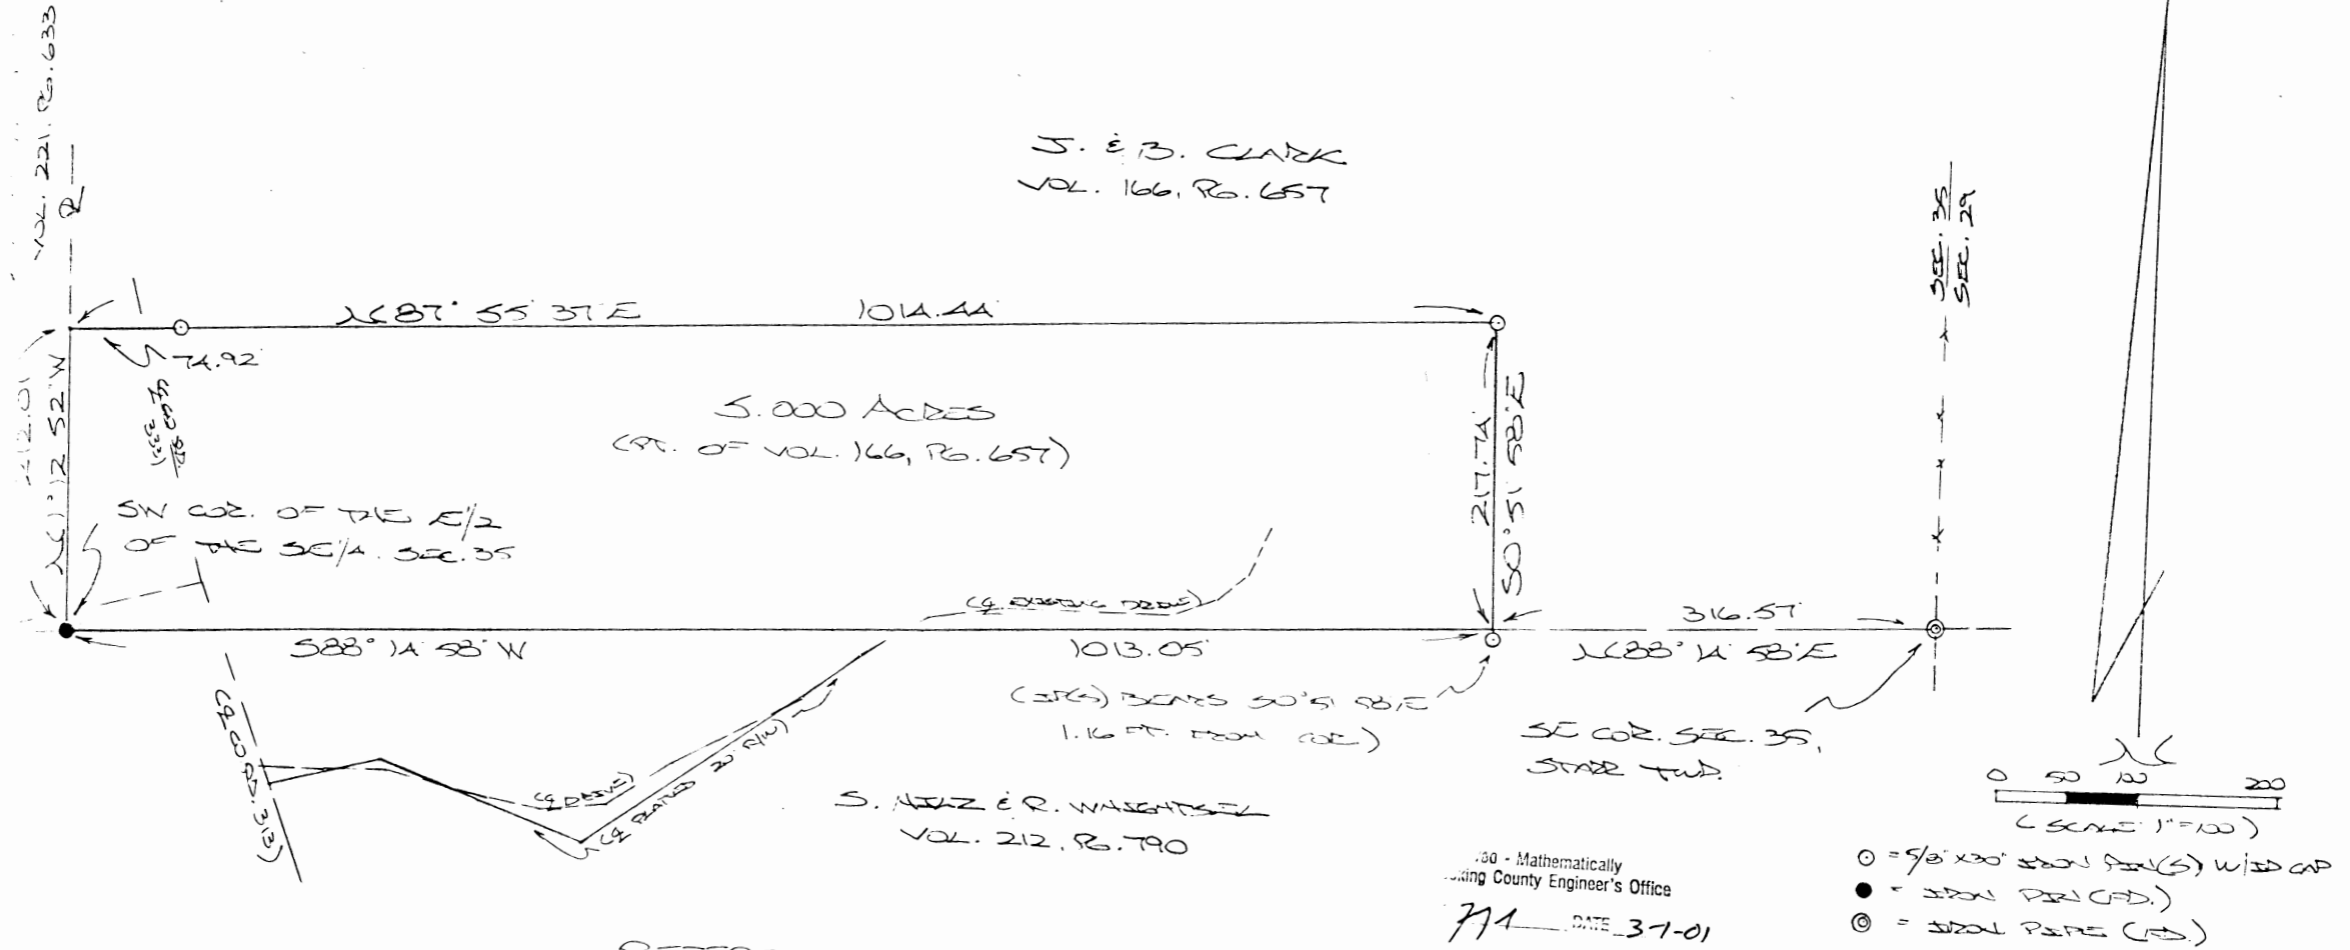 VOL. 221. PG. 633
J. & B. CLARK
VOL. 166, PG. 657
SEC. 35
SEC. 29
N 87° 55' 37" E 1014.44'
74.92'
N 1° 12' 52" W
5.000 ACRES
(PT. OF VOL. 166, PG. 657)
217.74'
S 0° 51' 58" E
SW COR. OF THE E/2
OF THE SE/4. SEC. 35
(℄ EXISTING DRIVE)
316.57'
S 88° 14' 58" W 1013.05'
N 88° 14' 58" E
(℄ CO. RD. 313)
(IP(S) BEARS S 0° 51' 58" E
1.16 FT. FROM COR.)
SE COR. SEC. 35,
STARR TWP.
(℄ DRIVE)
(℄ PLATTED 20' R/W)
S. & R. WHIGHTSEL
VOL. 212, PG. 790
N
0 50 100 200
(SCALE 1"=100')
- Mathematically
County Engineer's Office
DATE 3-1-01
⊙ = 5/8" X 30" IRON PIN(S) W/ID CAP
● = IRON PIN (FD.)
◎ = IRON PIPE (FD.)